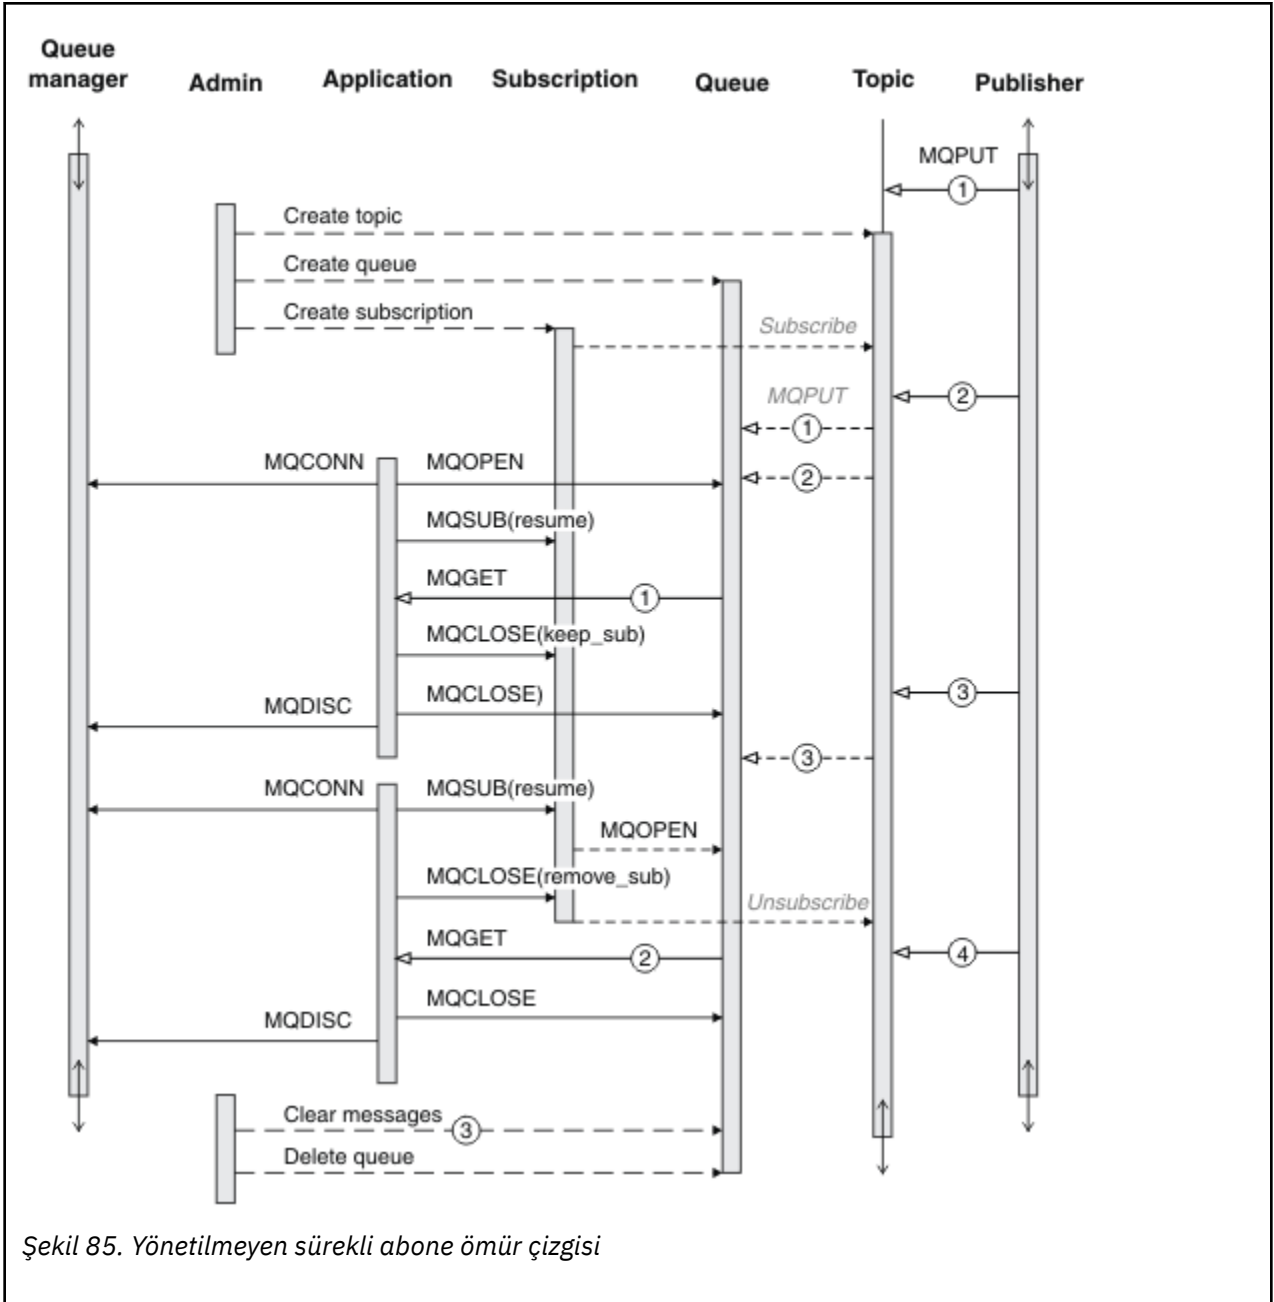 Queue
manager
Admin
Application
Subscription
Queue
Topic
Publisher
MQPUT
1
Create topic
Create queue
Create subscription
Subscribe
MQPUT
2
1
MQCONN
MQOPEN
2
MQSUB(resume)
MQGET
1
MQCLOSE(keep_sub)
MQCLOSE)
3
MQDISC
3
MQCONN
MQSUB(resume)
MQOPEN
MQCLOSE(remove_sub)
Unsubscribe
MQGET
2
4
MQCLOSE
MQDISC
Clear messages
3
Delete queue
Şekil 85. Yönetilmeyen sürekli abone ömür çizgisi